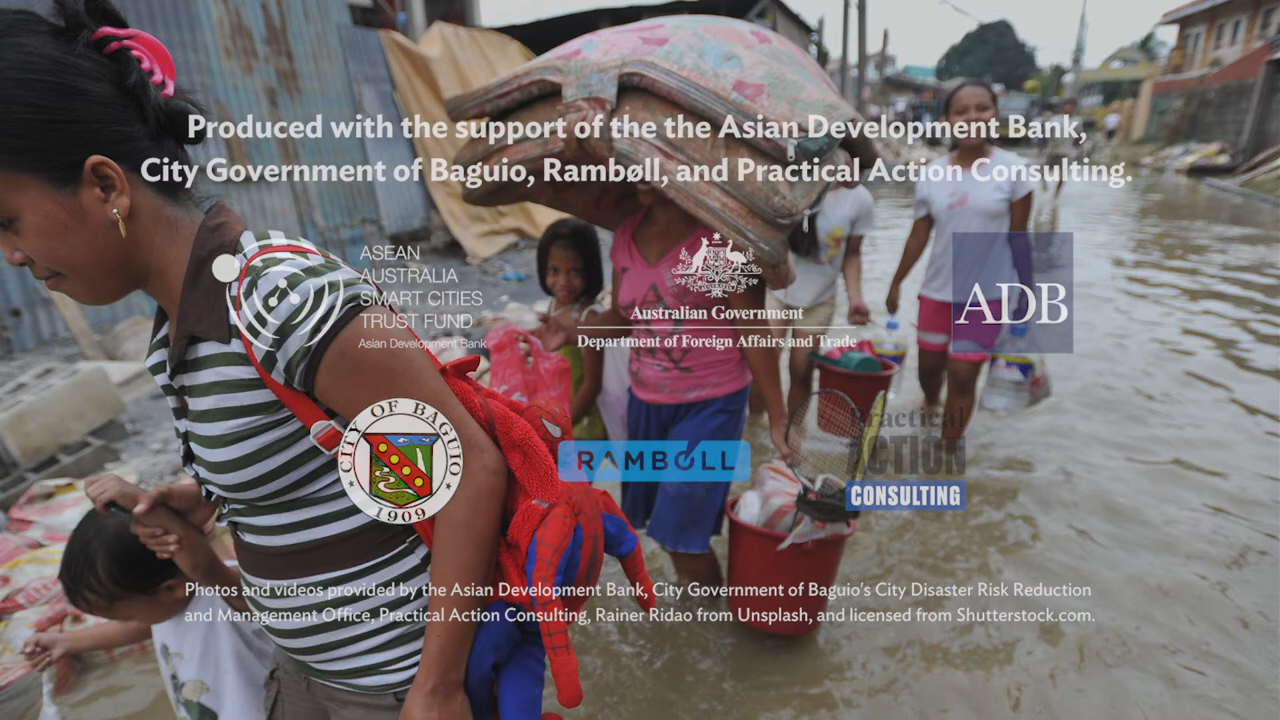 Produced with the support of the the Asian Development Bank,
City Government of Baguio, Rambøll, and Practical Action Consulting.
ASEAN
AUSTRALIA
SMART CITIES
TRUST FUND
Asian Development Bank
Australian Government
Department of Foreign Affairs and Trade
ADB
CITY OF BAGUIO
1909
RAMBOLL
Practical
ACTION
CONSULTING
Photos and videos provided by the Asian Development Bank, City Government of Baguio's City Disaster Risk Reduction
and Management Office, Practical Action Consulting, Rainer Ridao from Unsplash, and licensed from Shutterstock.com.